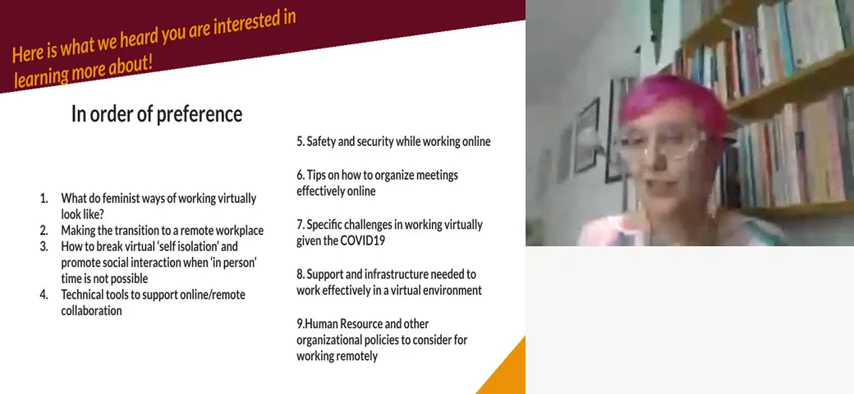 Here is what we heard you are interested in
learning more about!
In order of preference
1. What do feminist ways of working virtually
look like?
2. Making the transition to a remote workplace
3. How to break virtual ‘self isolation’ and
promote social interaction when ‘in person’
time is not possible
4. Technical tools to support online/remote
collaboration
5. Safety and security while working online
6. Tips on how to organize meetings
effectively online
7. Specific challenges in working virtually
given the COVID19
8. Support and infrastructure needed to
work effectively in a virtual environment
9.Human Resource and other
organizational policies to consider for
working remotely